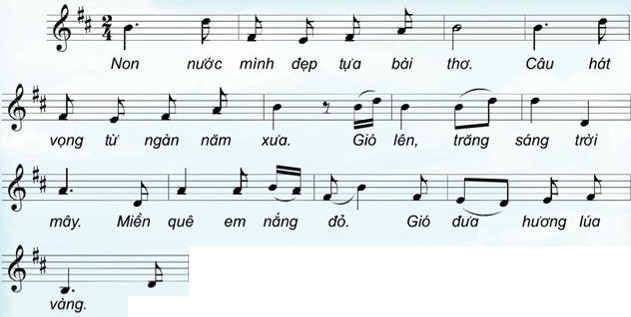 2
4
Non nước mình đẹp tựa bài thơ. Câu hát
vọng từ ngàn năm xưa. Gió lên, trăng sáng trời
mây. Miền quê em nắng đỏ. Gió đưa hương lúa
vàng.